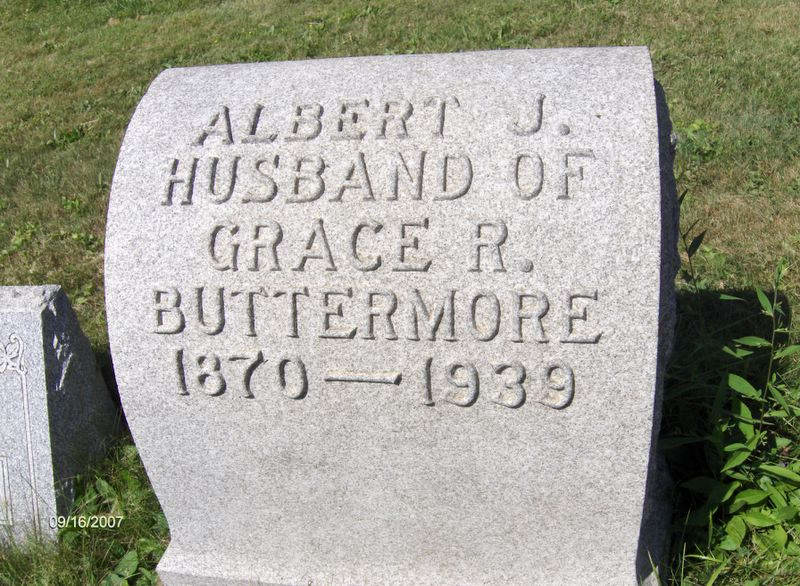 ALBERT J.
HUSBAND OF
GRACE R.
BUTTERMORE
1870 — 1939
09/16/2007